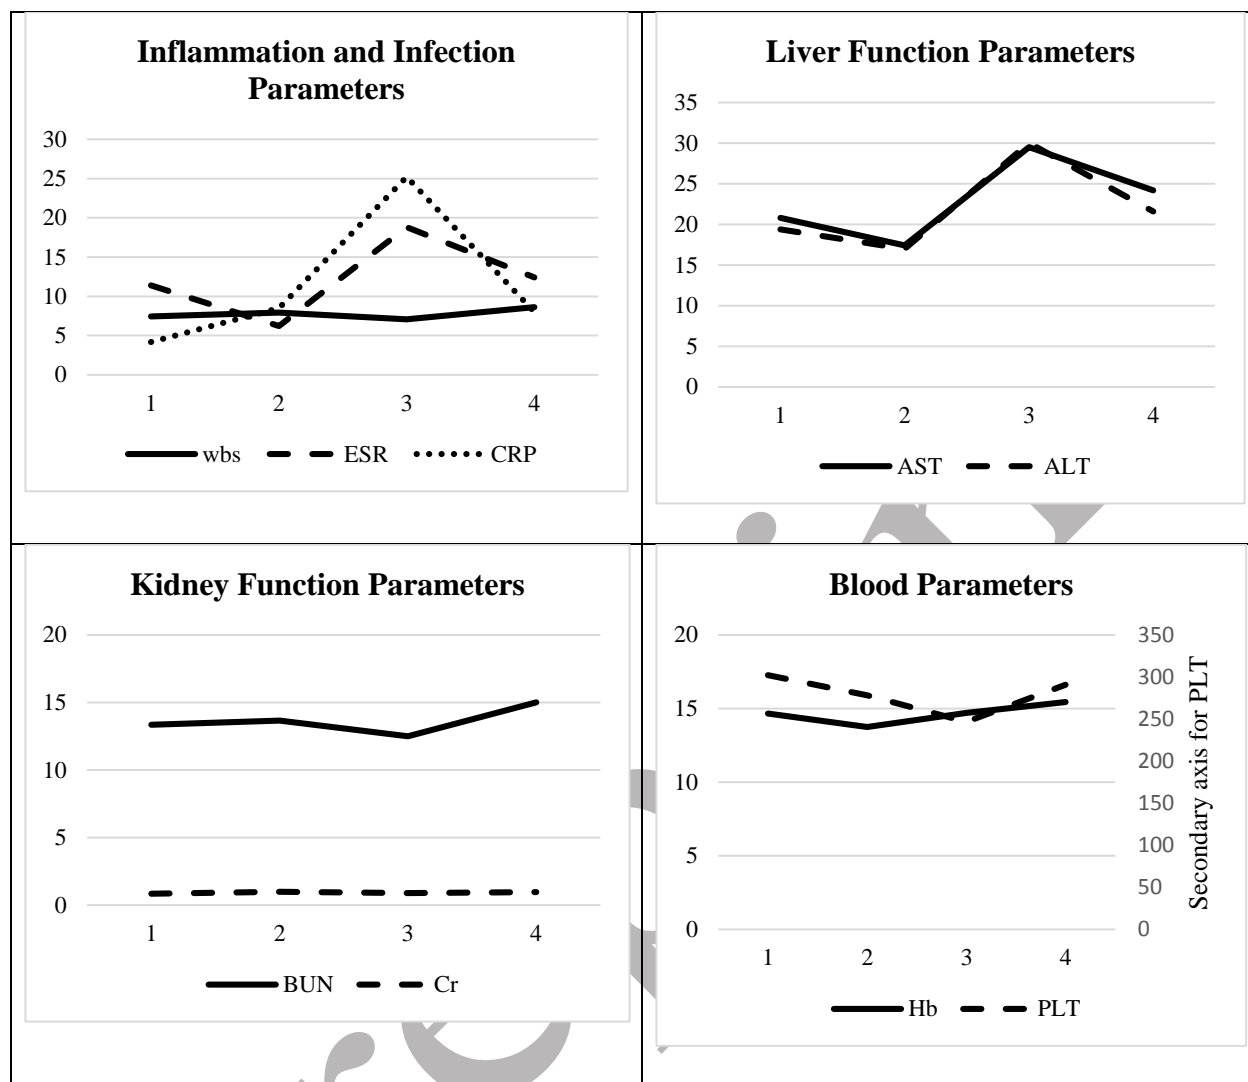 Inflammation and Infection
Parameters
30
25
20
15
10
5
0
1 2 3 4
wbs ESR CRP
Liver Function Parameters
35
30
25
20
15
10
5
0
1 2 3 4
AST ALT
Kidney Function Parameters
20
15
10
5
0
1 2 3 4
BUN Cr
Blood Parameters
20
15
10
5
0
350
300
250
200
150
100
50
0
Secondary axis for PLT
1 2 3 4
Hb PLT